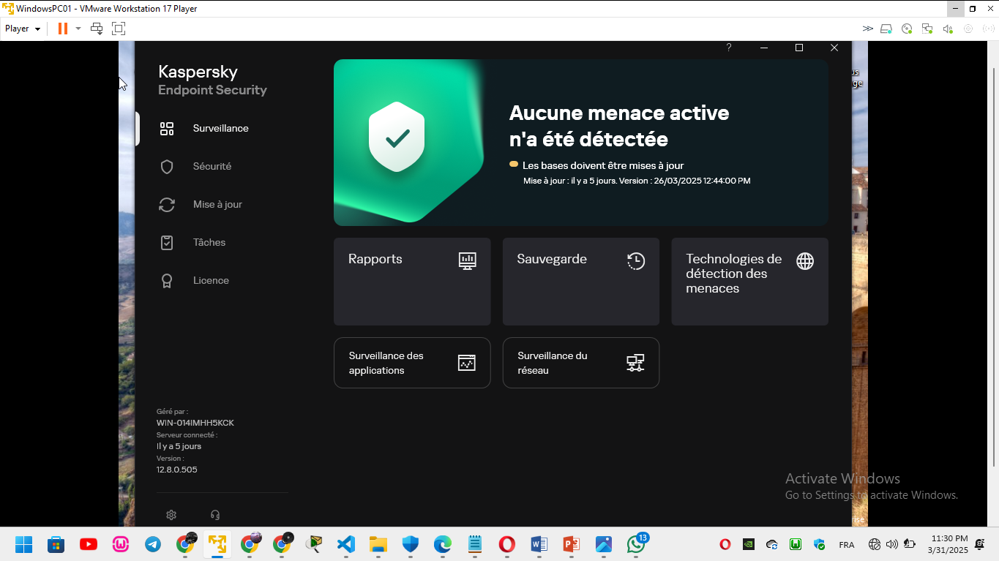 WindowsPC01 - VMware Workstation 17 Player
Player
Kaspersky
Endpoint Security
Surveillance
Sécurité
Mise à jour
Tâches
Licence
Géré par :
WIN-014IMHH5KCK
Serveur connecté :
Il y a 5 jours
Version :
12.8.0.505
Aucune menace active
n'a été détectée
Les bases doivent être mises à jour
Mise à jour : il y a 5 jours. Version : 26/03/2025 12:44:00 PM
Rapports
Sauvegarde
Technologies de
détection des
menaces
Surveillance des
applications
Surveillance du
réseau
us
ge
Activate Windows
Go to Settings to activate Windows.
rise
13
FRA
11:30 PM
3/31/2025